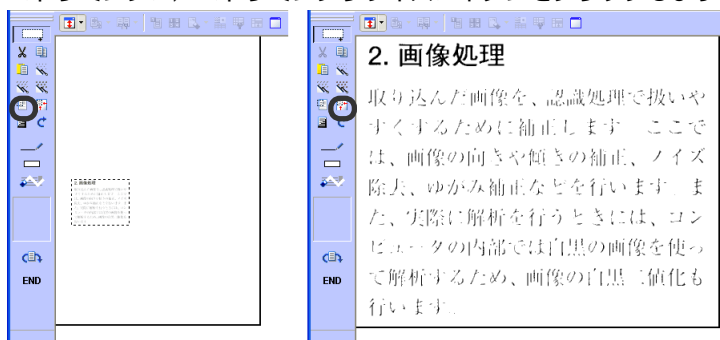 END
2. 画像処理
END
2. 画像処理
取り込んだ画像を、認識処理で扱いや
すくするために補正します。ここで
は、画像の向きや傾きの補正、ノイズ
除去、ゆがみ補正などを行います。ま
た、実際に解析を行うときには、コン
ピュータの内部では白黒の画像を使っ
て解析するため、画像の白黒二値化も
行います。